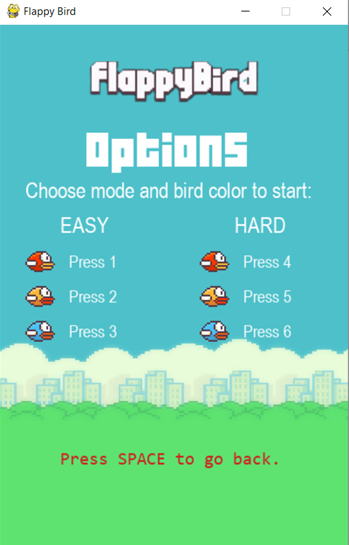 Flappy Bird
FlappyBird
Options
Choose mode and bird color to start:
EASY HARD
Press 1 Press 4
Press 2 Press 5
Press 3 Press 6
Press SPACE to go back.